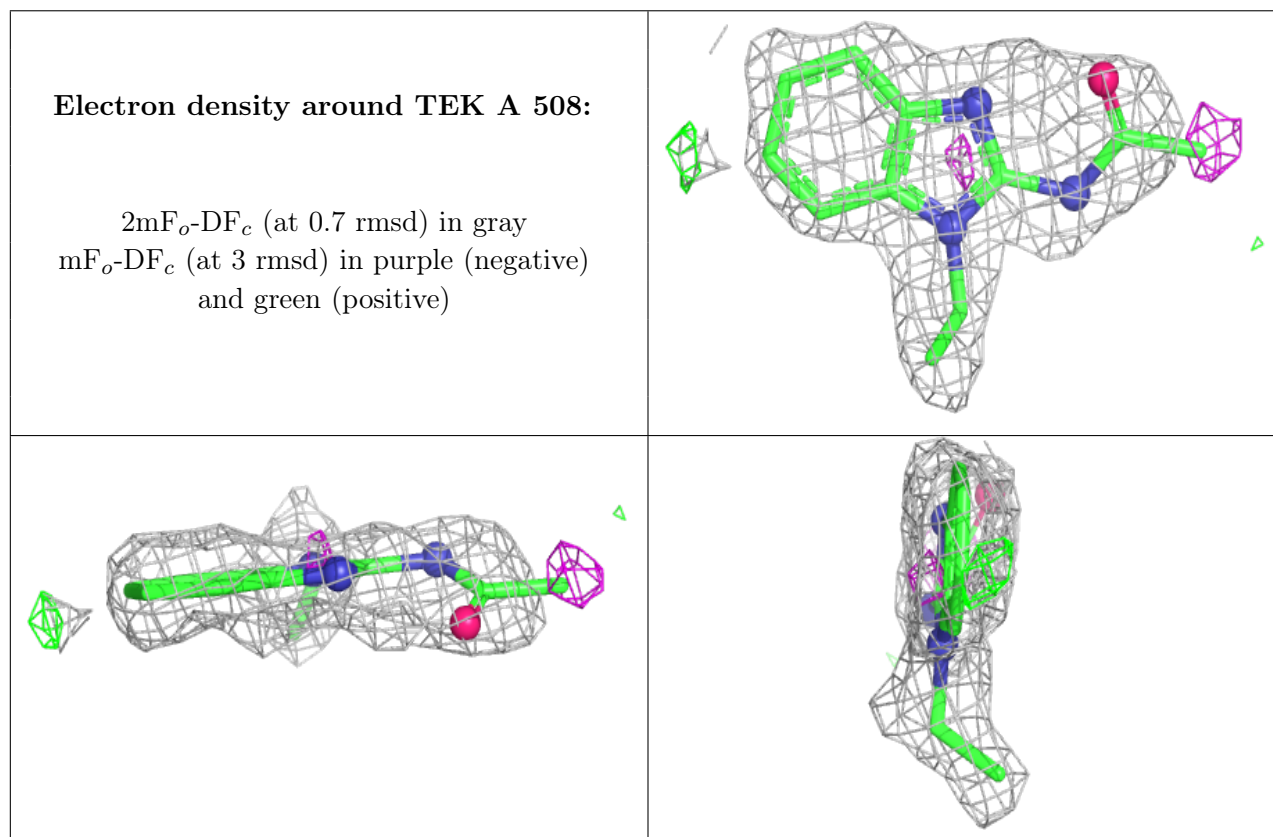 Electron density around TEK A 508:
2mFo-DFc (at 0.7 rmsd) in gray
mFo-DFc (at 3 rmsd) in purple (negative)
and green (positive)